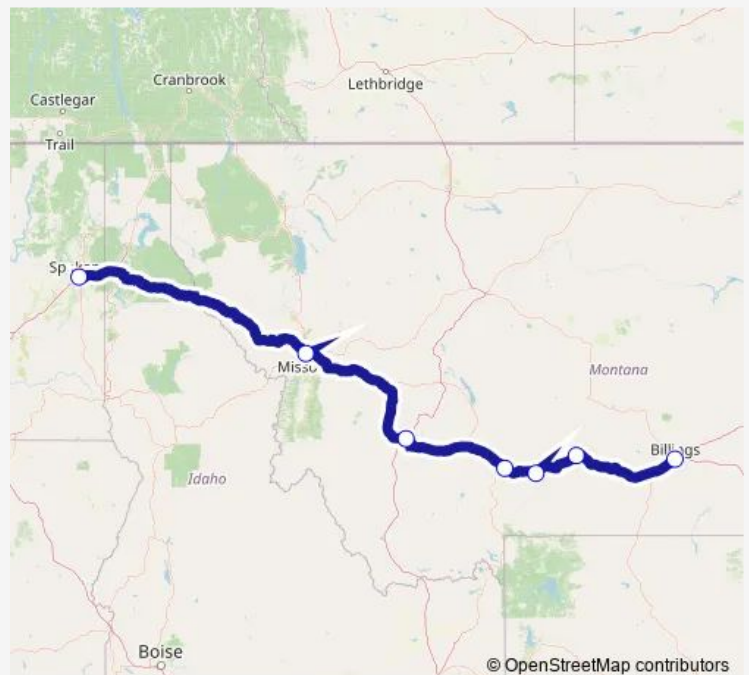 Cranbrook
Lethbridge
Castlegar
Trail
Montana
Idaho
Boise
© OpenStreetMap contributors